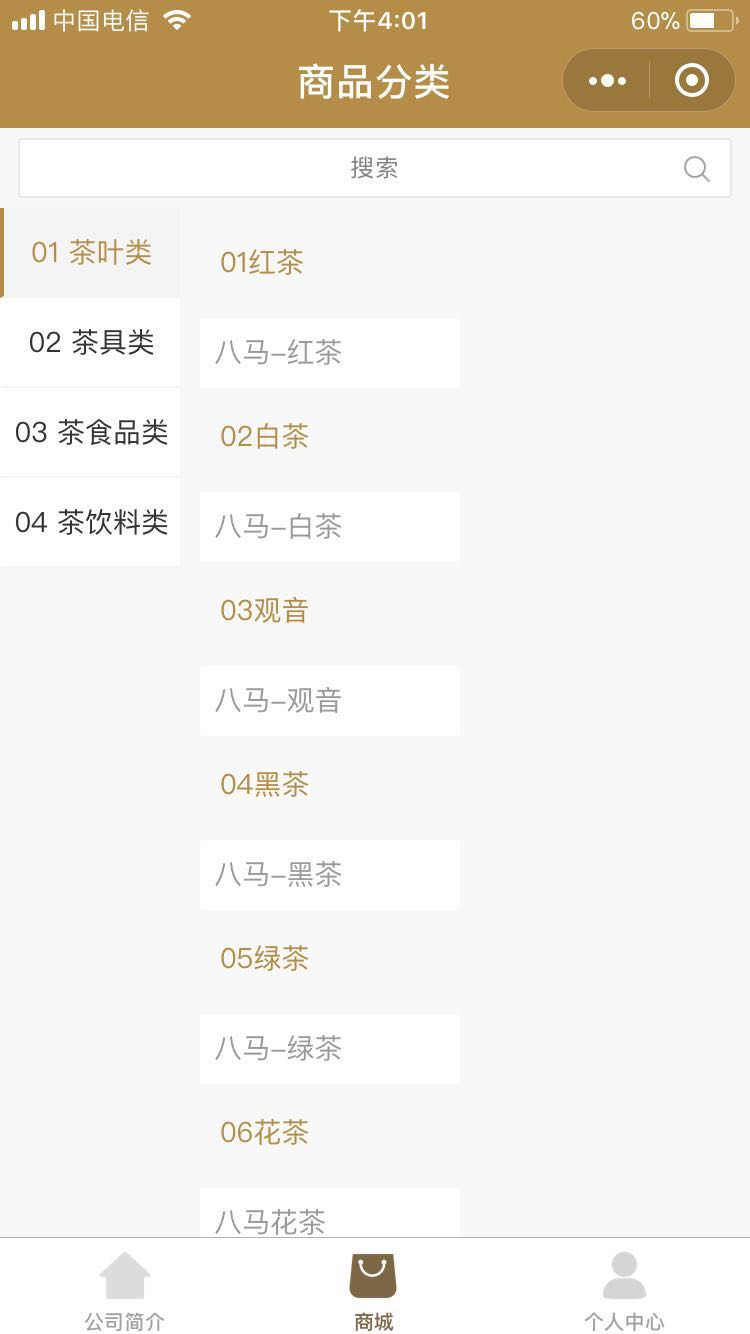 中国电信 下午4:01 60%
商品分类
搜索
01 茶叶类
02 茶具类
03 茶食品类
04 茶饮料类
01红茶
八马-红茶
02白茶
八马-白茶
03观音
八马-观音
04黑茶
八马-黑茶
05绿茶
八马-绿茶
06花茶
八马花茶
公司简介 商城 个人中心